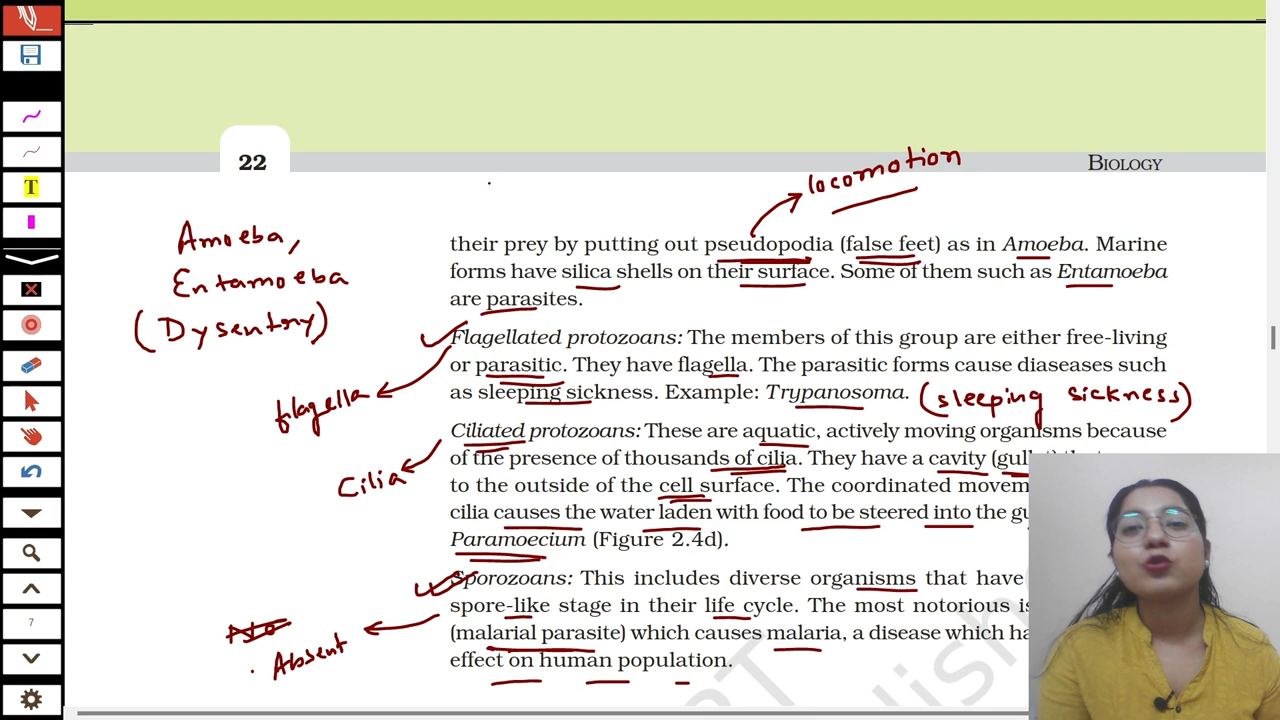 22
BIOLOGY
locomotion
Amoeba,
Entamoeba
(Dysentry)
their prey by putting out pseudopodia (false feet) as in Amoeba. Marine
forms have silica shells on their surface. Some of them such as Entamoeba
are parasites.
Flagellated protozoans: The members of this group are either free-living
or parasitic. They have flagella. The parasitic forms cause diaseases such
as sleeping sickness. Example: Trypanosoma. (sleeping sickness)
flagella
Ciliated protozoans: These are aquatic, actively moving organisms because
of the presence of thousands of cilia. They have a cavity (gullet)
Cilia
to the outside of the cell surface. The coordinated
cilia causes the water laden with food to be steered into the
Paramoecium (Figure 2.4d).
Sporozoans: This includes diverse organisms that have
spore-like stage in their life cycle. The most notorious is
(malarial parasite) which causes malaria, a disease which
effect on human population.
Absent
T
7